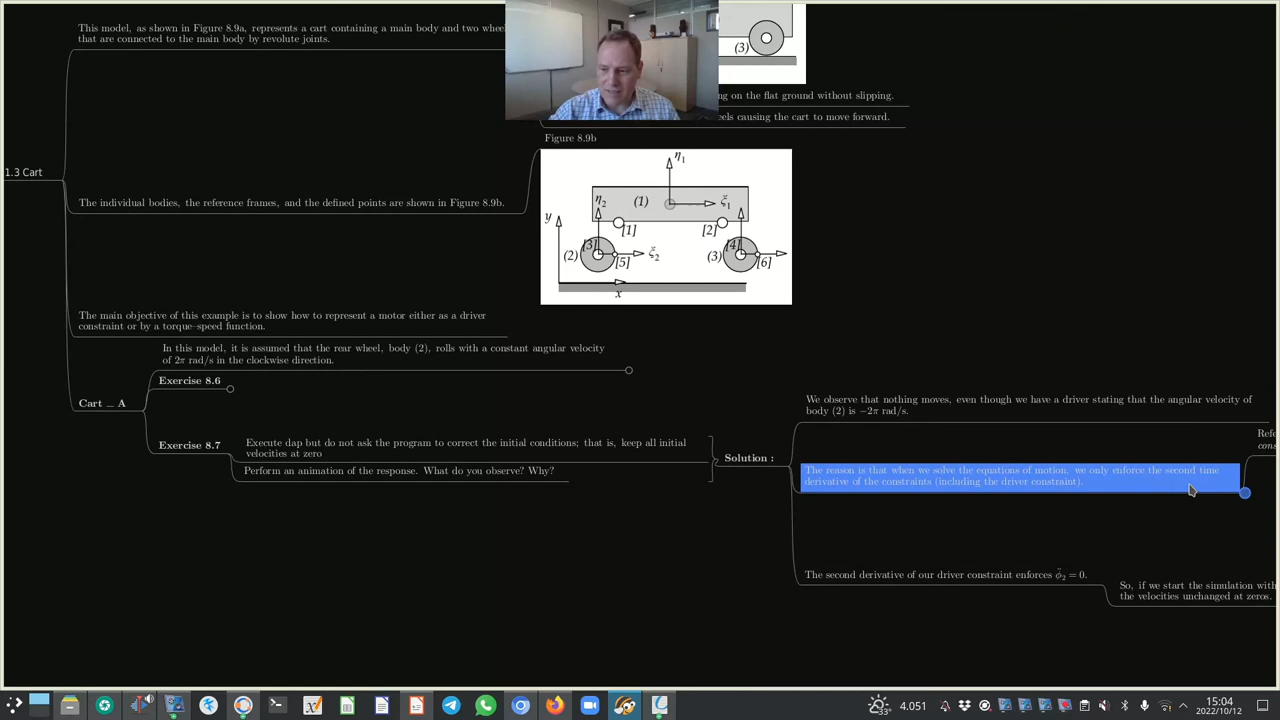 This model, as shown in Figure 8.9a, represents a cart containing a main body and two
that are connected to the main body by revolute joints.
(3)
on the flat ground without slipping.
causing the cart to move forward.
Figure 8.9b
1.3 Cart
The individual bodies, the reference frames, and the defined points are shown in Figure 8.9b.
η1
η2
(1)
ξ1
y
[1]
[2]
[3]
[4]
(2)
[5]
ξ2
(3)
[6]
x
The main objective of this example is to show how to represent a motor either as a driver
constraint or by a torque–speed function.
In this model, it is assumed that the rear wheel, body (2), rolls with a constant angular velocity
of 2π rad/s in the clockwise direction.
Exercise 8.6
Cart _ A
Exercise 8.7
Execute dap but do not ask the program to correct the initial conditions; that is, keep all initial
velocities at zero
Perform an animation of the response. What do you observe? Why?
Solution :
We observe that nothing moves, even though we have a driver stating that the angular velocity of
body (2) is −2π rad/s.
The reason is that when we solve the equations of motion, we only enforce the second time
derivative of the constraints (including the driver constraint).
The second derivative of our driver constraint enforces ϕ̈2 = 0.
So, if we start the simulation with
the velocities unchanged at zeros.
33°
4.051
15:04
2022/10/12